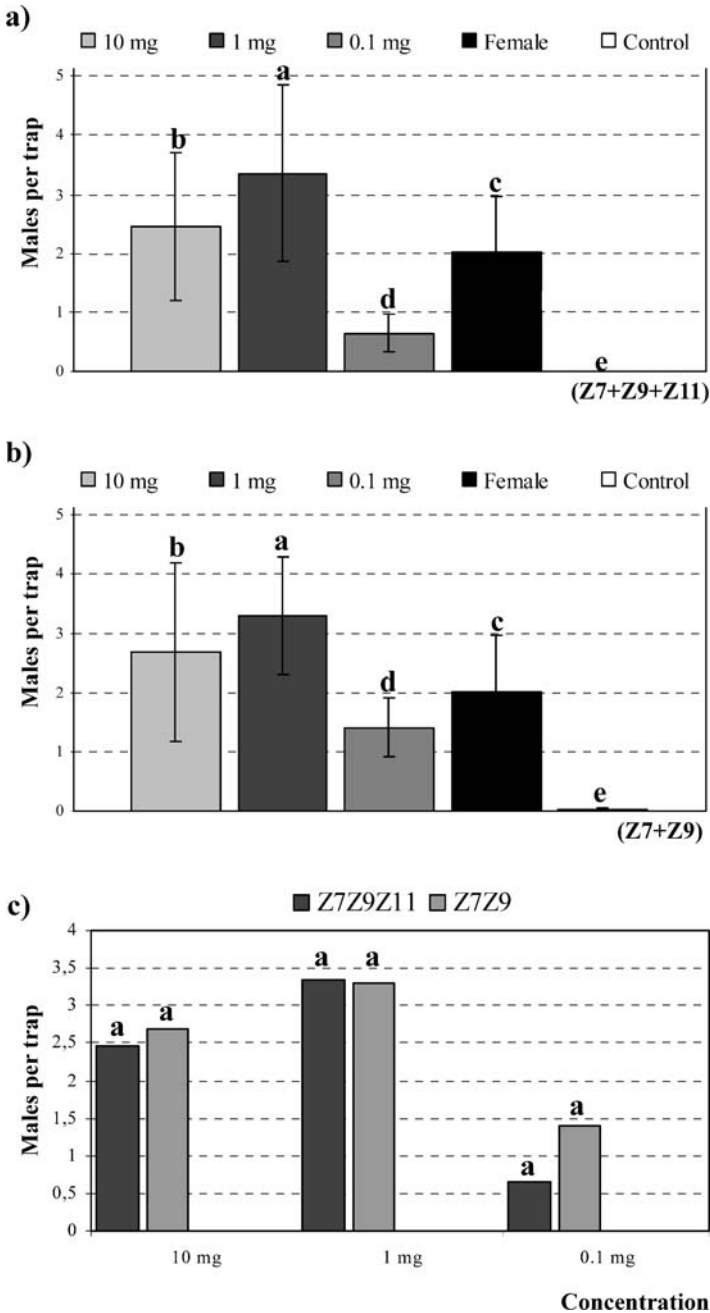 a)
10 mg 1 mg 0.1 mg Female Control
Males per trap
5
4
3
2
1
0
b
a
d
c
e
(Z7+Z9+Z11)
b)
10 mg 1 mg 0.1 mg Female Control
Males per trap
5
4
3
2
1
0
b
a
d
c
e
(Z7+Z9)
c)
Z7Z9Z11 Z7Z9
Males per trap
4
3,5
3
2,5
2
1,5
1
0,5
0
a a
a a
a a
10 mg 1 mg 0.1 mg
Concentration